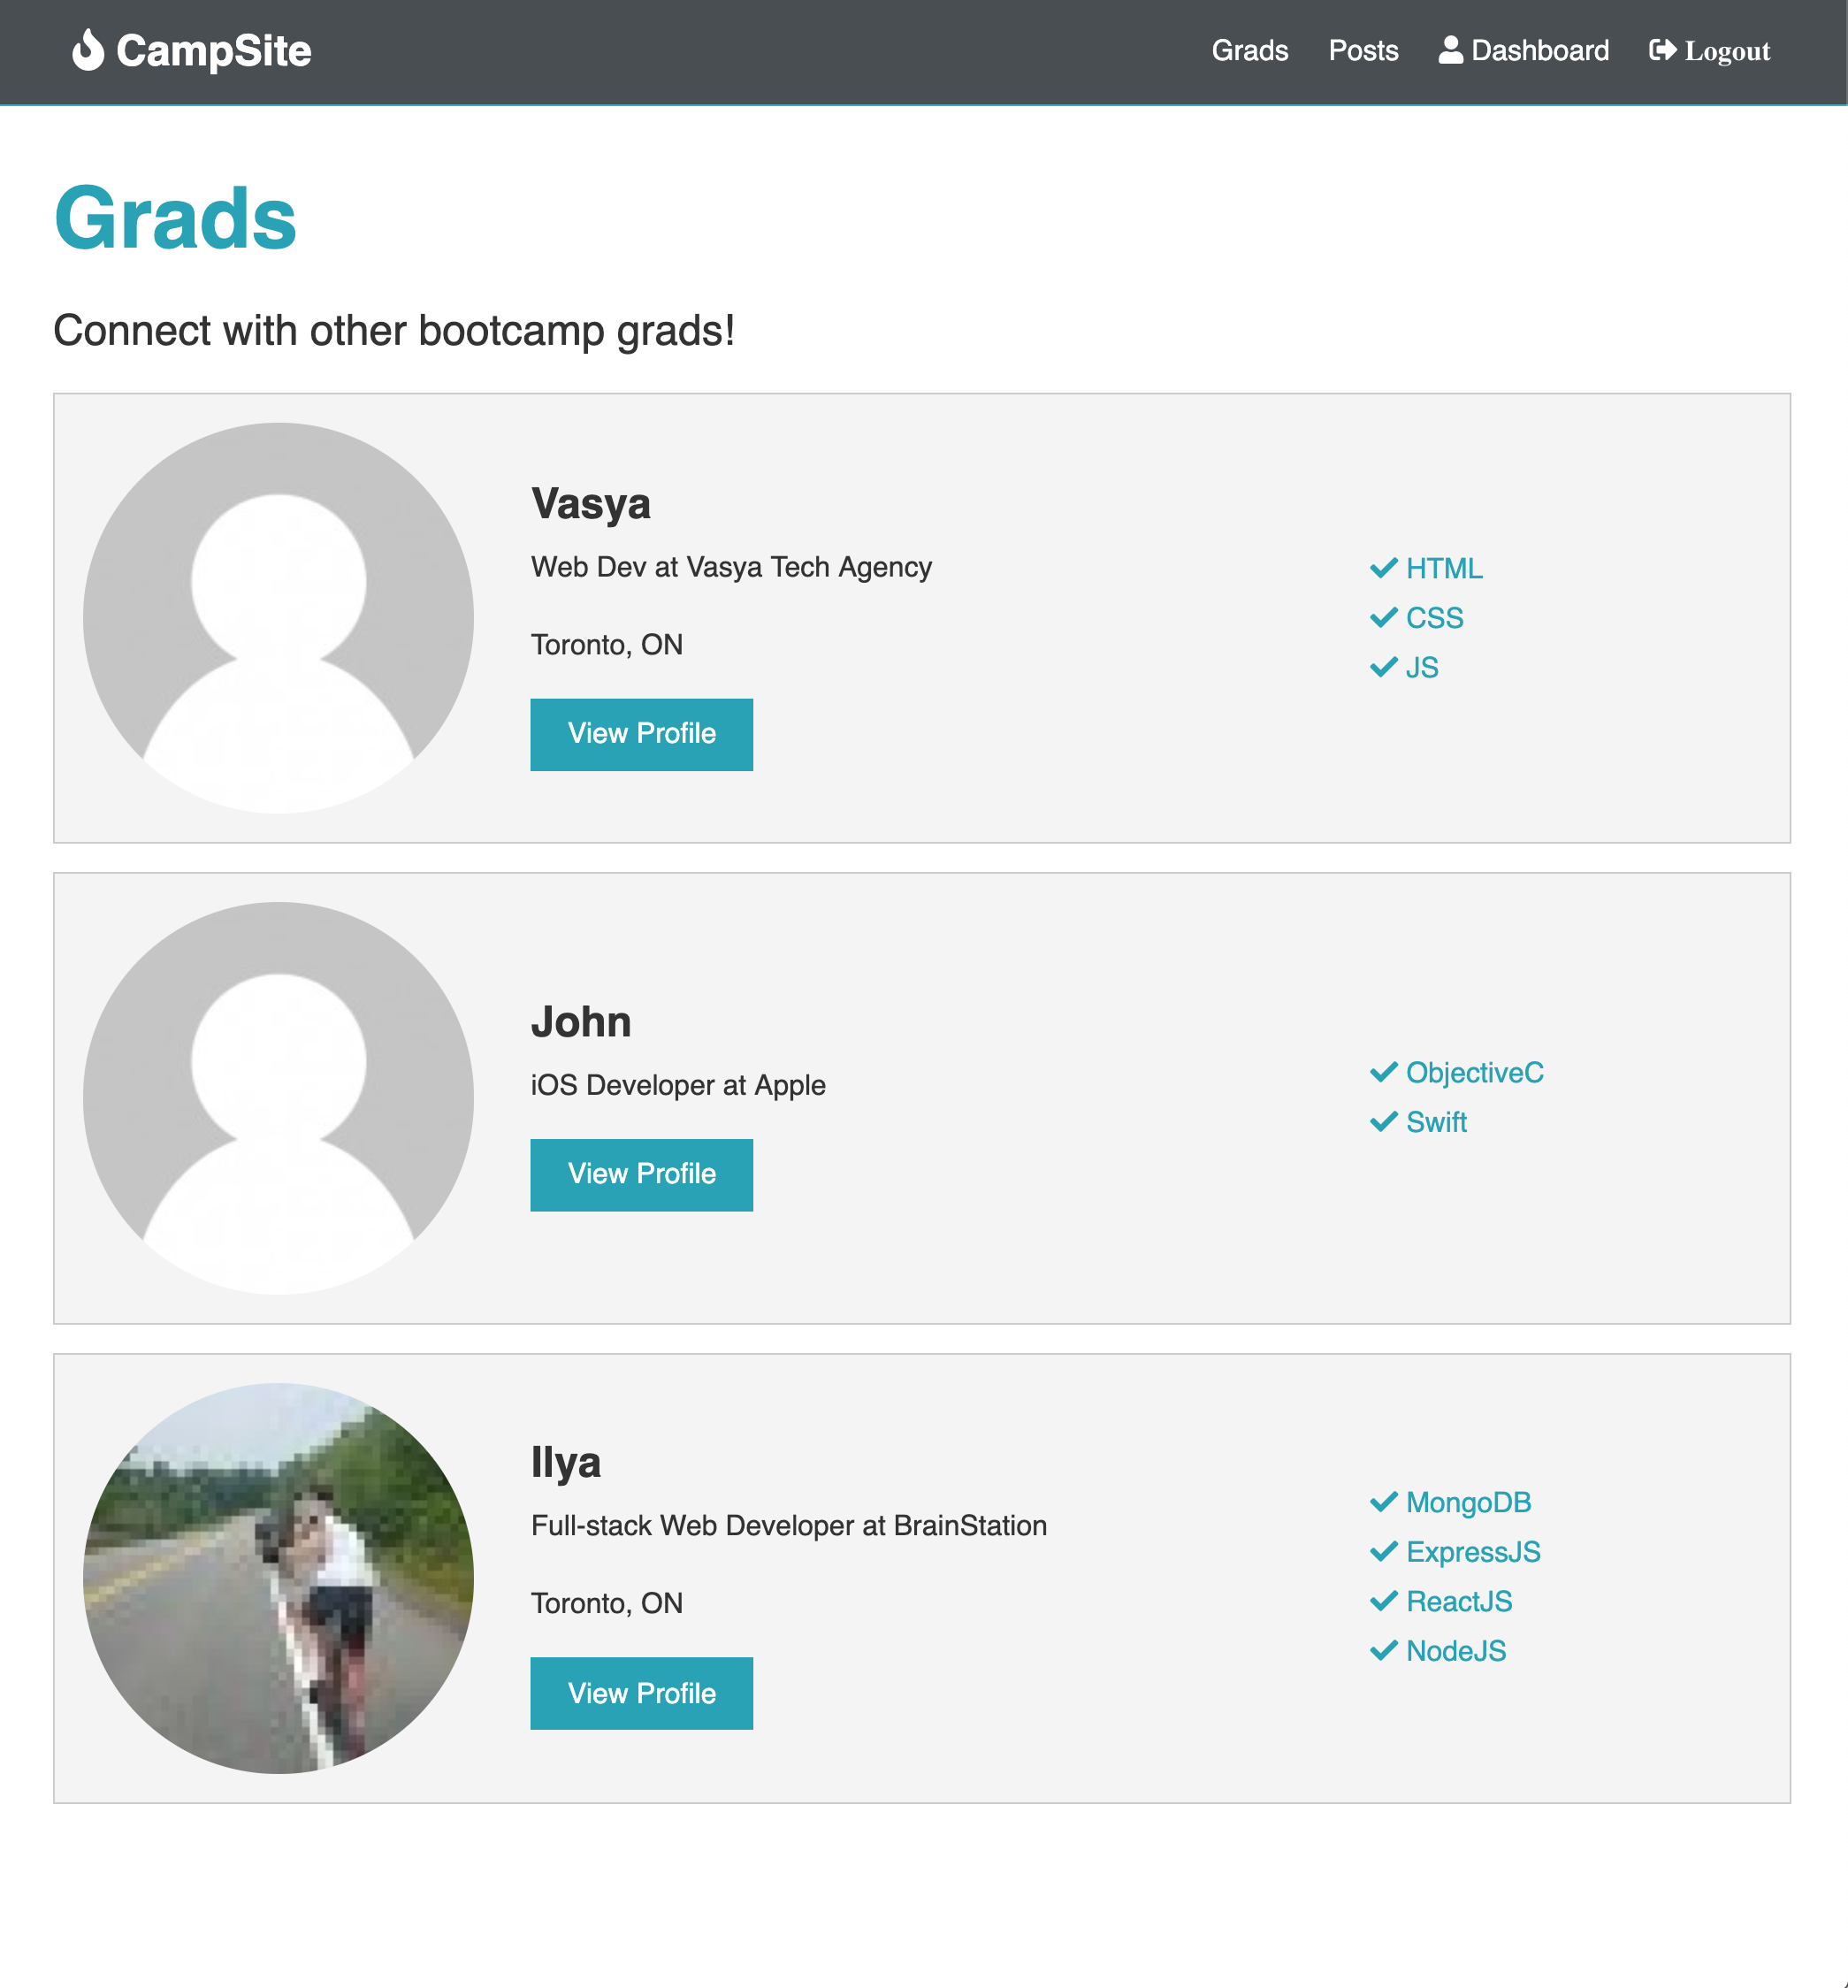 CampSite
Grads Posts Dashboard Logout
Grads
Connect with other bootcamp grads!
Vasya
Web Dev at Vasya Tech Agency
Toronto, ON
View Profile
HTML
CSS
JS
John
iOS Developer at Apple
View Profile
ObjectiveC
Swift
Ilya
Full-stack Web Developer at BrainStation
Toronto, ON
View Profile
MongoDB
ExpressJS
ReactJS
NodeJS